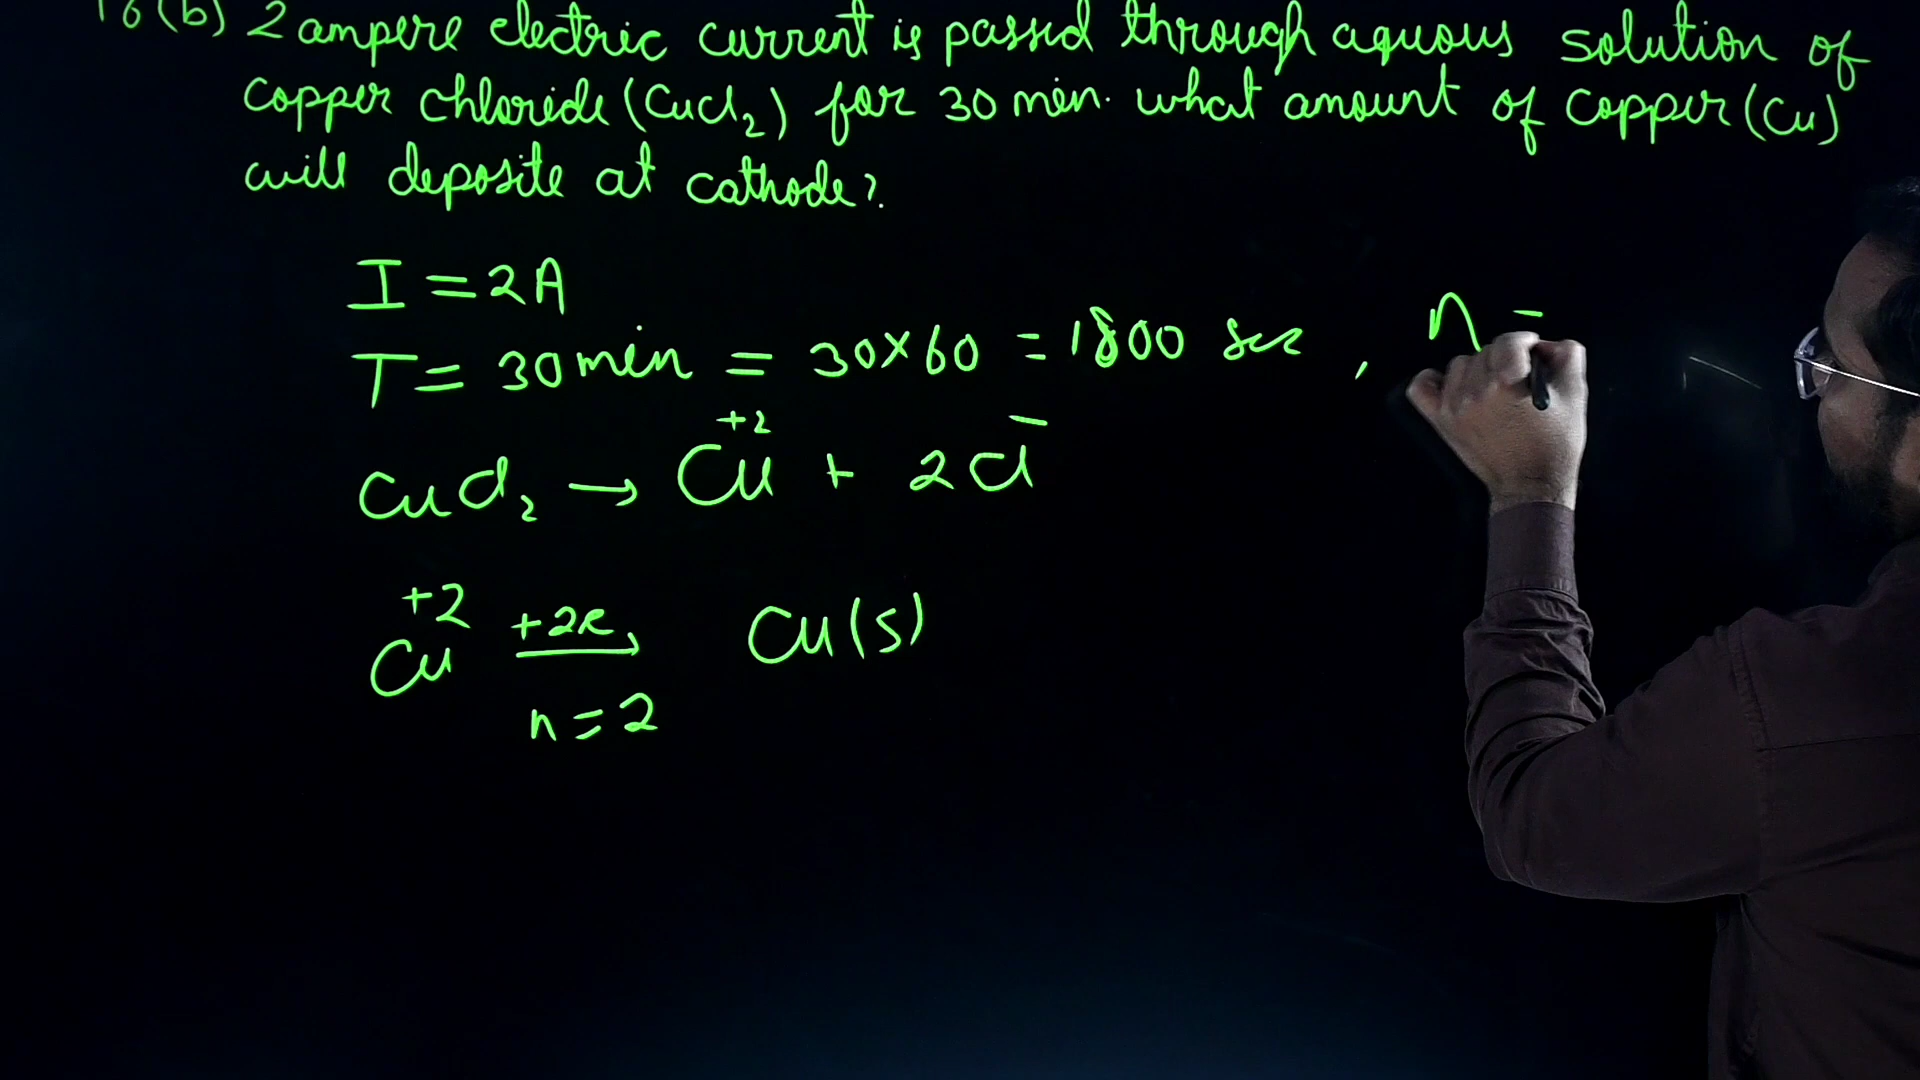 16(b) 2 ampere electric current is passed through aquous solution of
copper chloride (CuCl₂) for 30 min. what amount of copper (Cu)
will deposite at cathode?
I = 2A
T = 30 min = 30×60 = 1800 sec , n =
CuCl₂ → Cu⁺² + 2Cl⁻
Cu⁺² +2e→ Cu(s)
n=2